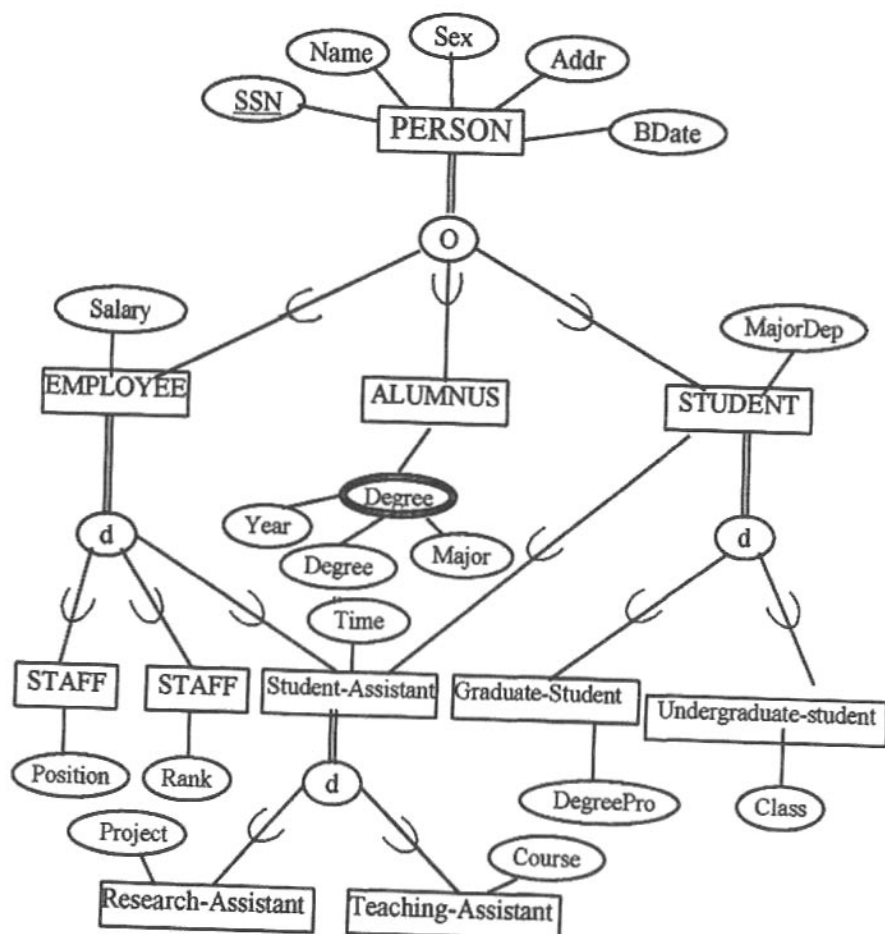 Sex
Name
Addr
SSN
PERSON
BDate
O
Salary
MajorDep
EMPLOYEE
ALUMNUS
STUDENT
Degree
Year
d
d
Degree
Major
Time
STAFF
STAFF
Student-Assistant
Graduate-Student
Undergraduate-student
Position
Rank
d
DegreePro
Class
Project
Course
Research-Assistant
Teaching-Assistant